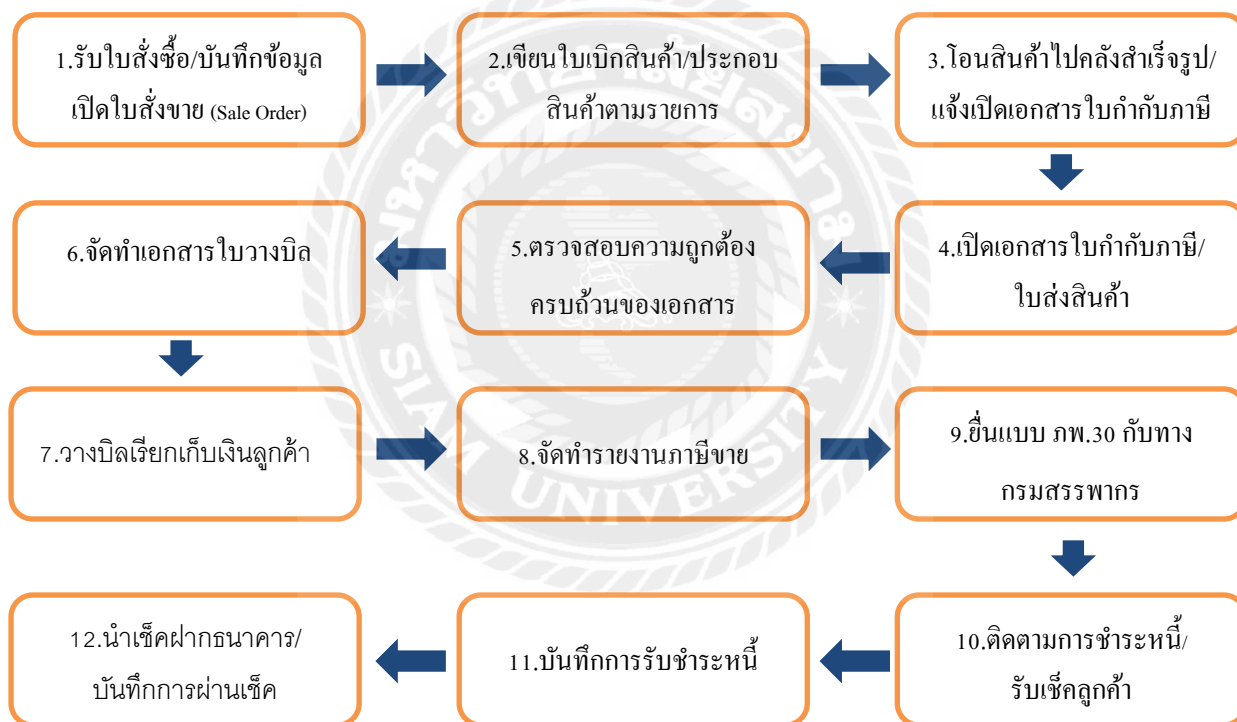 1.รับใบสั่งซื้อ/บันทึกข้อมูล
เปิดใบสั่งขาย (Sale Order)
2.เขียนใบเบิกสินค้า/ประกอบ
สินค้าตามรายการ
3.โอนสินค้าไปคลังสำเร็จรูป/
แจ้งเปิดเอกสารใบกำกับภาษี
4.เปิดเอกสารใบกำกับภาษี/
ใบส่งสินค้า
5.ตรวจสอบความถูกต้อง
ครบถ้วนของเอกสาร
6.จัดทำเอกสารใบวางบิล
7.วางบิลเรียกเก็บเงินลูกค้า
8.จัดทำรายงานภาษีขาย
9.ยื่นแบบ ภพ.30 กับทาง
กรมสรรพากร
10.ติดตามการชำระหนี้/
รับเช็คลูกค้า
11.บันทึกการรับชำระหนี้
12.นำเช็คฝากธนาคาร/
บันทึกการผ่านเช็ค
มหาวิทยาลัยสยาม
SIAM UNIVERSITY